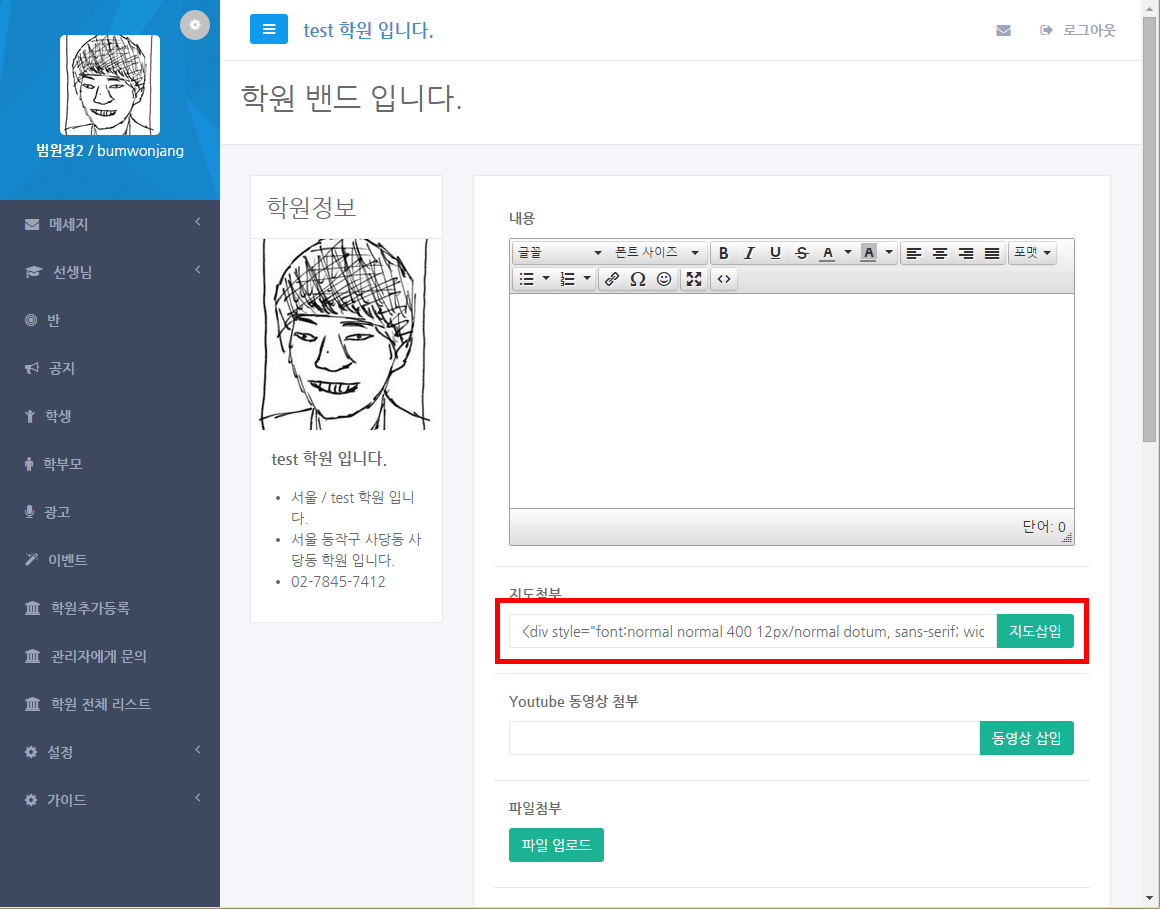 test 학원 입니다.
로그아웃
학원 밴드 입니다.
범원장2 / bumwonjang
메세지
선생님
반
공지
학생
학부모
광고
이벤트
학원추가등록
관리자에게 문의
학원 전체 리스트
설정
가이드
학원정보
test 학원 입니다.
서울 / test 학원 입니
다.
서울 동작구 사당동 사
당동 학원 입니다.
02-7845-7412
내용
글꼴 폰트 사이즈 B I U S A A 포맷
Ω
단어: 0
지도첨부
<div style="font:normal normal 400 12px/normal dotum, sans-serif; wid 지도삽입
Youtube 동영상 첨부
동영상 삽입
파일첨부
파일 업로드